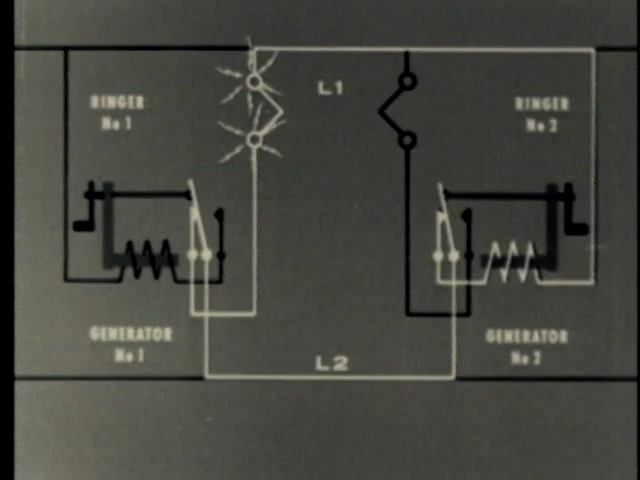 L1
RINGER
No 1
RINGER
No 2
GENERATOR
No 1
GENERATOR
No 2
L2